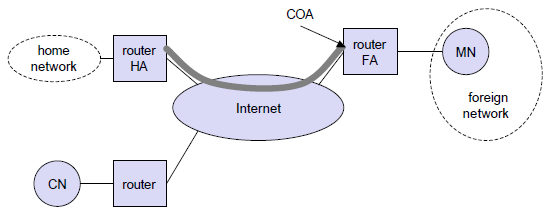 COA
home
network
router
HA
router
FA
MN
Internet
foreign
network
CN
router